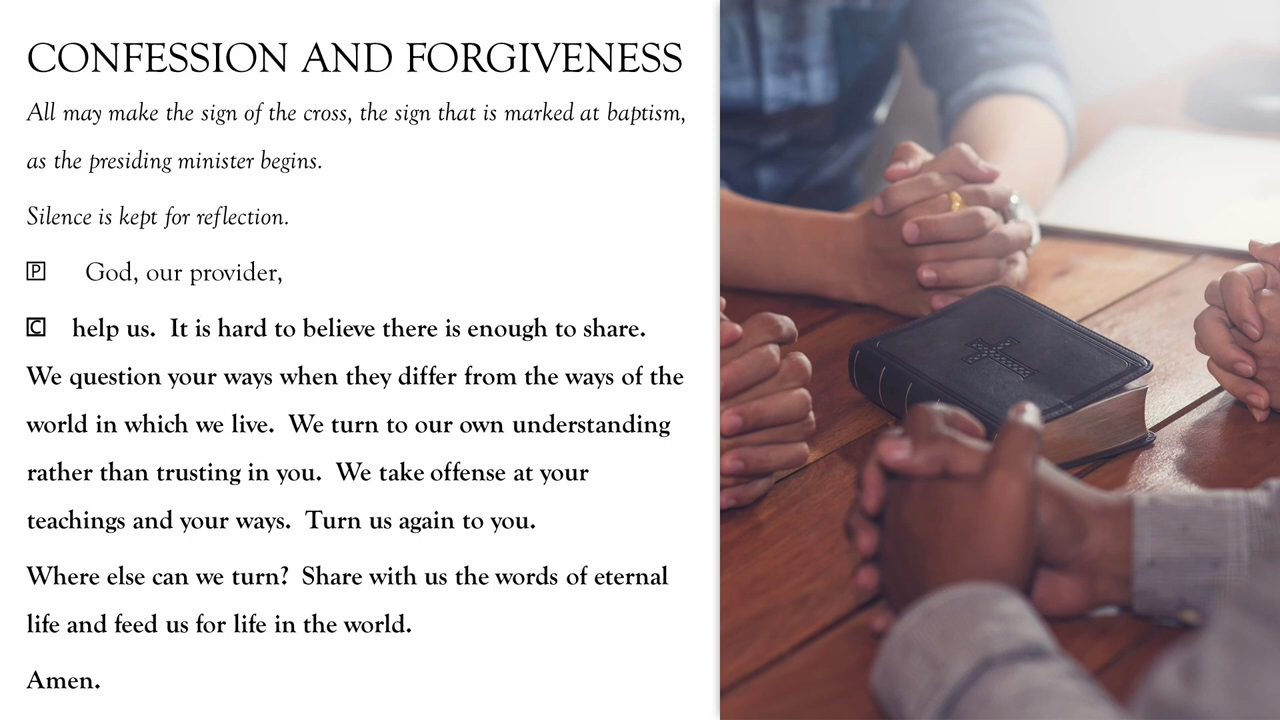 CONFESSION AND FORGIVENESS
All may make the sign of the cross, the sign that is marked at baptism,
as the presiding minister begins.
Silence is kept for reflection.
🄿 God, our provider,
🄲 help us. It is hard to believe there is enough to share.
We question your ways when they differ from the ways of the
world in which we live. We turn to our own understanding
rather than trusting in you. We take offense at your
teachings and your ways. Turn us again to you.
Where else can we turn? Share with us the words of eternal
life and feed us for life in the world.
Amen.